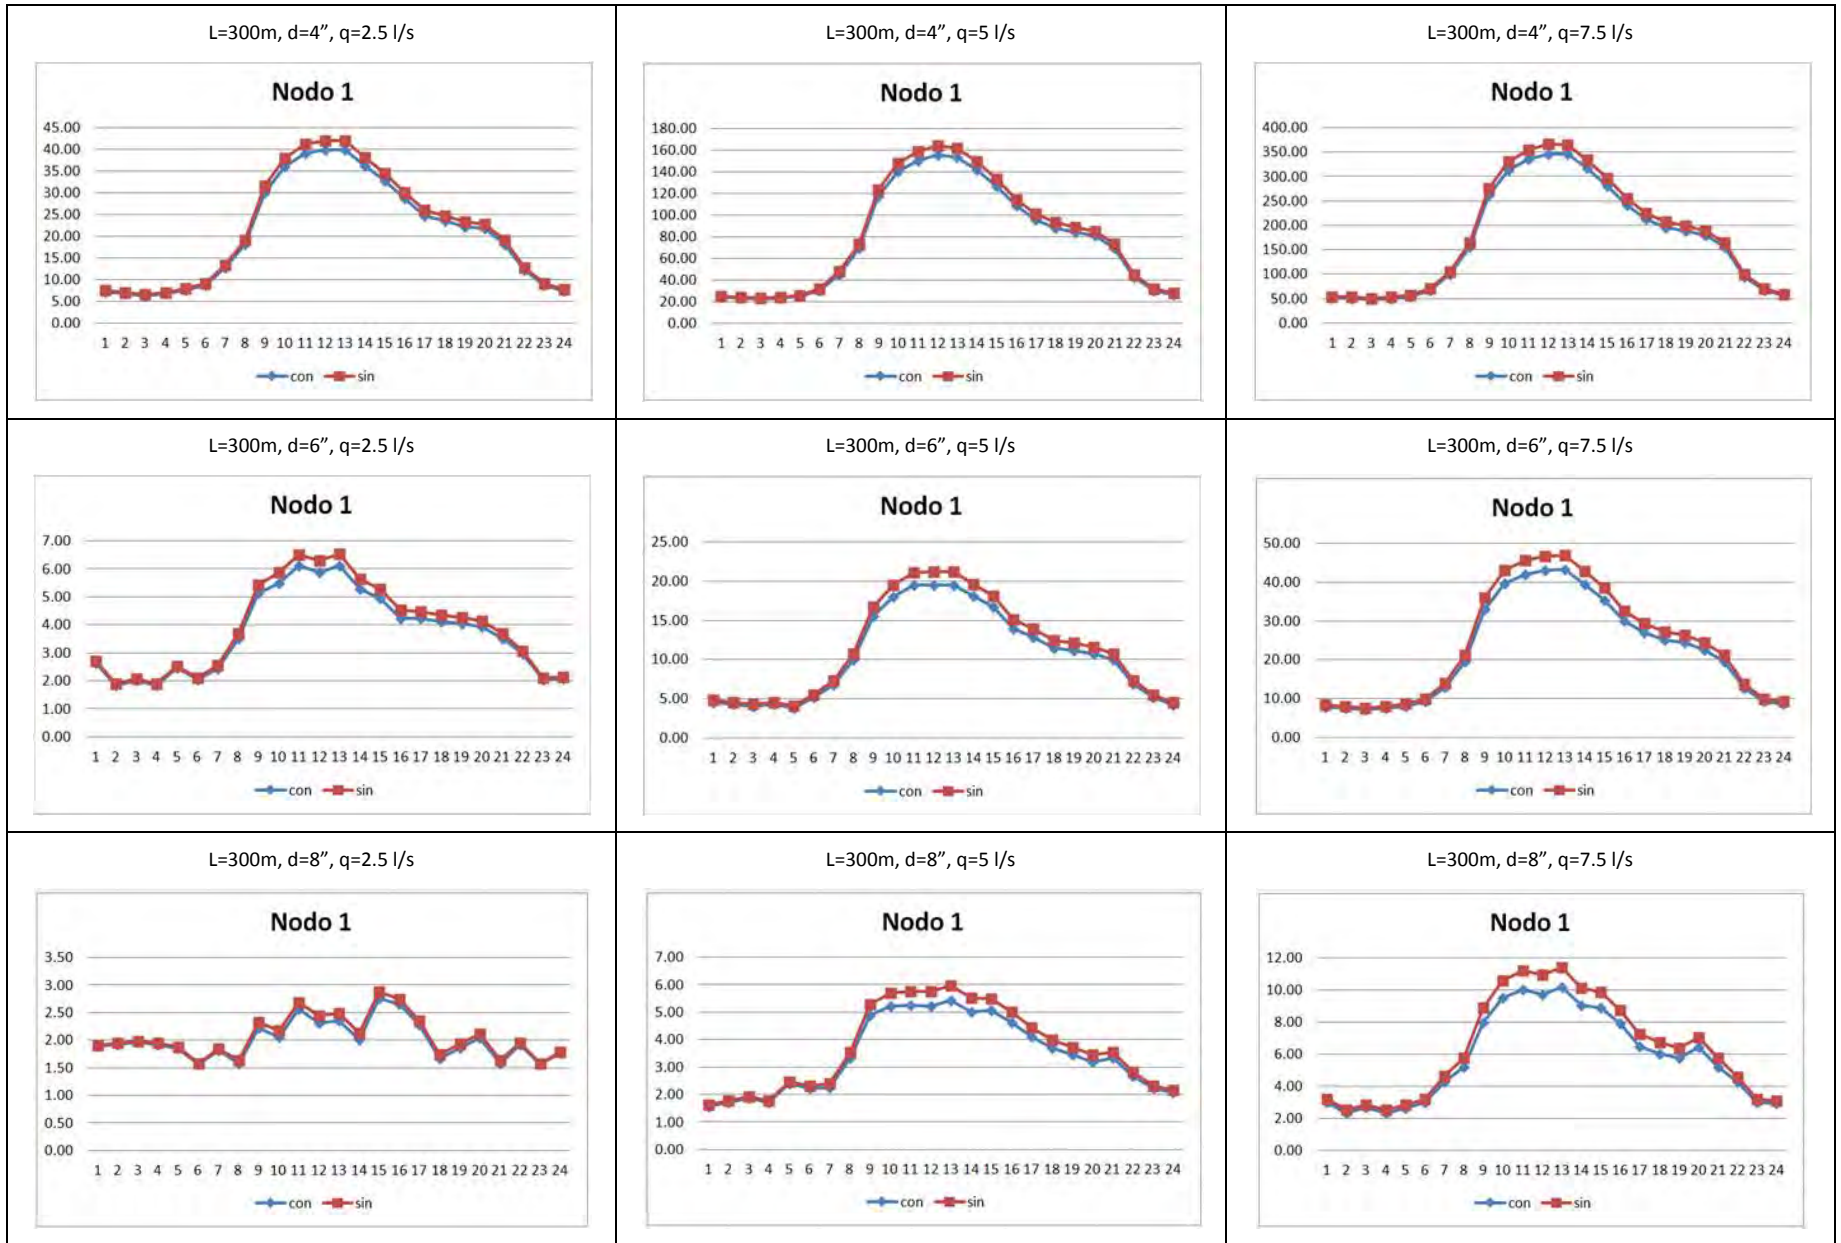 L=300m, d=4”, q=2.5 l/s
Nodo 1
45.00
40.00
35.00
30.00
25.00
20.00
15.00
10.00
5.00
0.00
1 2 3 4 5 6 7 8 9 10 11 12 13 14 15 16 17 18 19 20 21 22 23 24
con sin
L=300m, d=4”, q=5 l/s
Nodo 1
180.00
160.00
140.00
120.00
100.00
80.00
60.00
40.00
20.00
0.00
1 2 3 4 5 6 7 8 9 10 11 12 13 14 15 16 17 18 19 20 21 22 23 24
con sin
L=300m, d=4”, q=7.5 l/s
Nodo 1
400.00
350.00
300.00
250.00
200.00
150.00
100.00
50.00
0.00
1 2 3 4 5 6 7 8 9 10 11 12 13 14 15 16 17 18 19 20 21 22 23 24
con sin
L=300m, d=6”, q=2.5 l/s
Nodo 1
7.00
6.00
5.00
4.00
3.00
2.00
1.00
0.00
1 2 3 4 5 6 7 8 9 10 11 12 13 14 15 16 17 18 19 20 21 22 23 24
con sin
L=300m, d=6”, q=5 l/s
Nodo 1
25.00
20.00
15.00
10.00
5.00
0.00
1 2 3 4 5 6 7 8 9 10 11 12 13 14 15 16 17 18 19 20 21 22 23 24
con sin
L=300m, d=6”, q=7.5 l/s
Nodo 1
50.00
40.00
30.00
20.00
10.00
0.00
1 2 3 4 5 6 7 8 9 10 11 12 13 14 15 16 17 18 19 20 21 22 23 24
con sin
L=300m, d=8”, q=2.5 l/s
Nodo 1
3.50
3.00
2.50
2.00
1.50
1.00
0.50
0.00
1 2 3 4 5 6 7 8 9 10 11 12 13 14 15 16 17 18 19 20 21 22 23 24
con sin
L=300m, d=8”, q=5 l/s
Nodo 1
7.00
6.00
5.00
4.00
3.00
2.00
1.00
0.00
1 2 3 4 5 6 7 8 9 10 11 12 13 14 15 16 17 18 19 20 21 22 23 24
con sin
L=300m, d=8”, q=7.5 l/s
Nodo 1
12.00
10.00
8.00
6.00
4.00
2.00
0.00
1 2 3 4 5 6 7 8 9 10 11 12 13 14 15 16 17 18 19 20 21 22 23 24
con sin